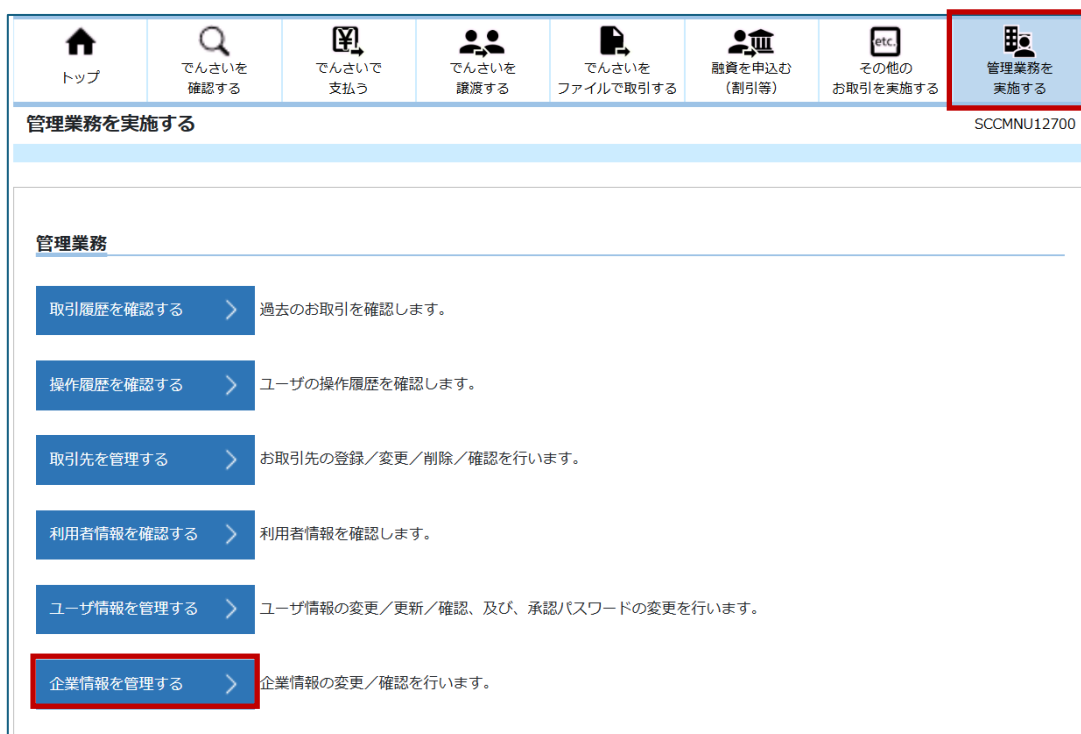 トップ
でんさいを
確認する
でんさいで
支払う
でんさいを
譲渡する
でんさいを
ファイルで取引する
融資を申込む
(割引等)
etc.
その他の
お取引を実施する
管理業務を
実施する
管理業務を実施する SCCMNU12700
管理業務
取引履歴を確認する 過去のお取引を確認します。
操作履歴を確認する ユーザの操作履歴を確認します。
取引先を管理する お取引先の登録／変更／削除／確認を行います。
利用者情報を確認する 利用者情報を確認します。
ユーザ情報を管理する ユーザ情報の変更／更新／確認、及び、承認パスワードの変更を行います。
企業情報を管理する 企業情報の変更／確認を行います。